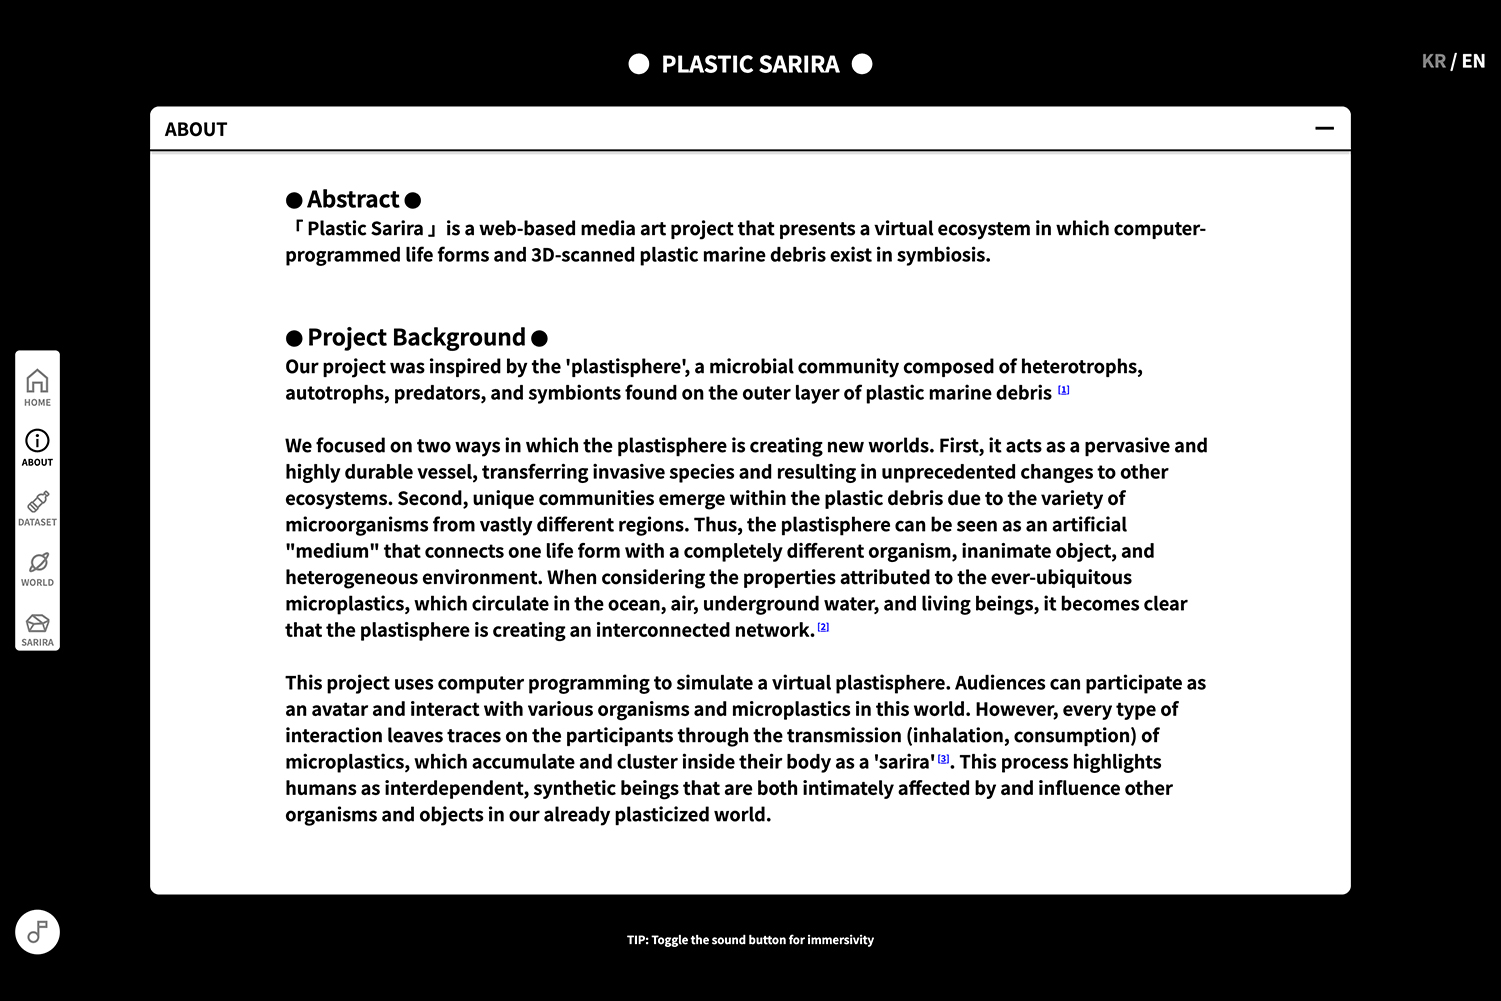 ● PLASTIC SARIRA ●
KR / EN
ABOUT
● Abstract ●
「 Plastic Sarira 」 is a web-based media art project that presents a virtual ecosystem in which computer-
programmed life forms and 3D-scanned plastic marine debris exist in symbiosis.
● Project Background ●
Our project was inspired by the 'plastisphere', a microbial community composed of heterotrophs,
autotrophs, predators, and symbionts found on the outer layer of plastic marine debris [1]
We focused on two ways in which the plastisphere is creating new worlds. First, it acts as a pervasive and
highly durable vessel, transferring invasive species and resulting in unprecedented changes to other
ecosystems. Second, unique communities emerge within the plastic debris due to the variety of
microorganisms from vastly different regions. Thus, the plastisphere can be seen as an artificial
"medium" that connects one life form with a completely different organism, inanimate object, and
heterogeneous environment. When considering the properties attributed to the ever-ubiquitous
microplastics, which circulate in the ocean, air, underground water, and living beings, it becomes clear
that the plastisphere is creating an interconnected network. [2]
This project uses computer programming to simulate a virtual plastisphere. Audiences can participate as
an avatar and interact with various organisms and microplastics in this world. However, every type of
interaction leaves traces on the participants through the transmission (inhalation, consumption) of
microplastics, which accumulate and cluster inside their body as a 'sarira' [3]. This process highlights
humans as interdependent, synthetic beings that are both intimately affected by and influence other
organisms and objects in our already plasticized world.
HOME
ABOUT
DATASET
WORLD
SARIRA
TIP: Toggle the sound button for immersivity